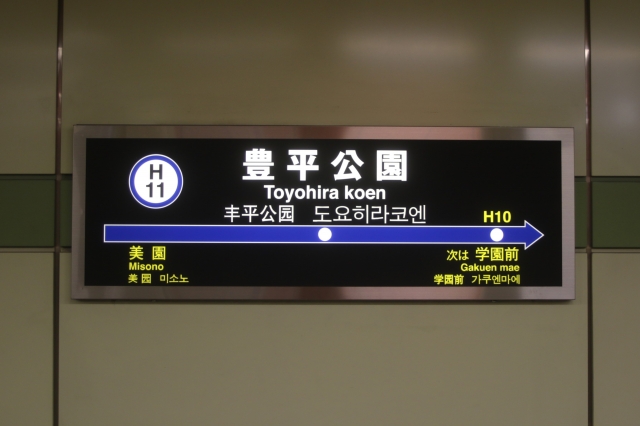 H
11
豊平公園
Toyohira koen
丰平公园 도요히라코엔
H10
美園
Misono
美园 미소노
次は 学園前
Gakuen mae
学园前 가쿠엔마에